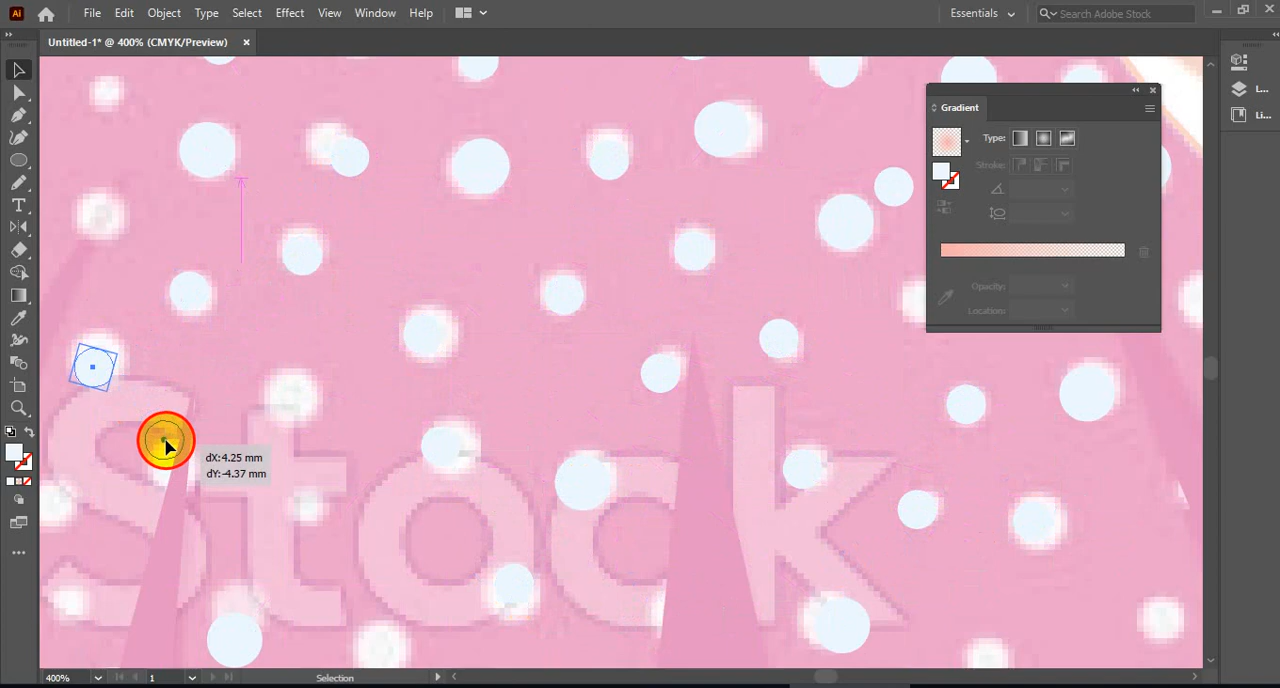 Ai File Edit Object Type Select Effect View Window Help Essentials Search Adobe Stock
Untitled-1* @ 400% (CMYK/Preview) ×
Gradient
Type:
Stroke:
Opacity:
Location:
L...
Li...
dX:4.25 mm
dY:-4.37 mm
Stock
400% 1 Selection